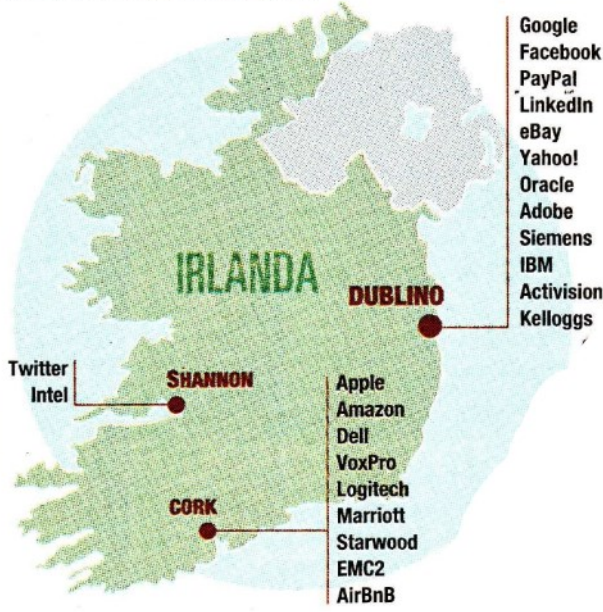 Google
Facebook
PayPal
LinkedIn
eBay
Yahoo!
Oracle
Adobe
Siemens
IBM
Activision
Kelloggs
IRLANDA
DUBLINO
Twitter
Intel
SHANNON
Apple
Amazon
Dell
VoxPro
Logitech
Marriott
Starwood
EMC2
AirBnB
CORK